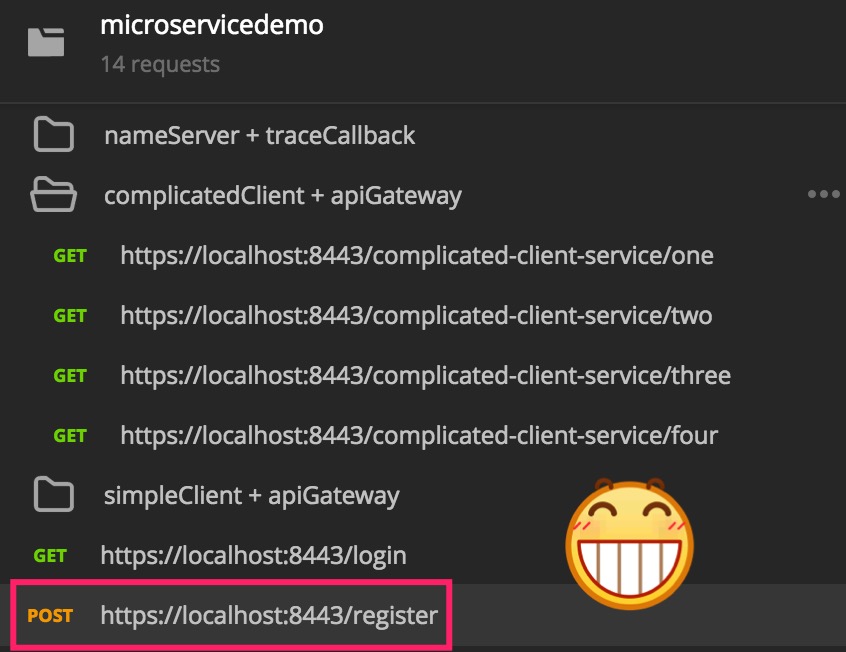 microservicedemo
14 requests
nameServer + traceCallback
complicatedClient + apiGateway
GET https://localhost:8443/complicated-client-service/one
GET https://localhost:8443/complicated-client-service/two
GET https://localhost:8443/complicated-client-service/three
GET https://localhost:8443/complicated-client-service/four
simpleClient + apiGateway
GET https://localhost:8443/login
POST https://localhost:8443/register